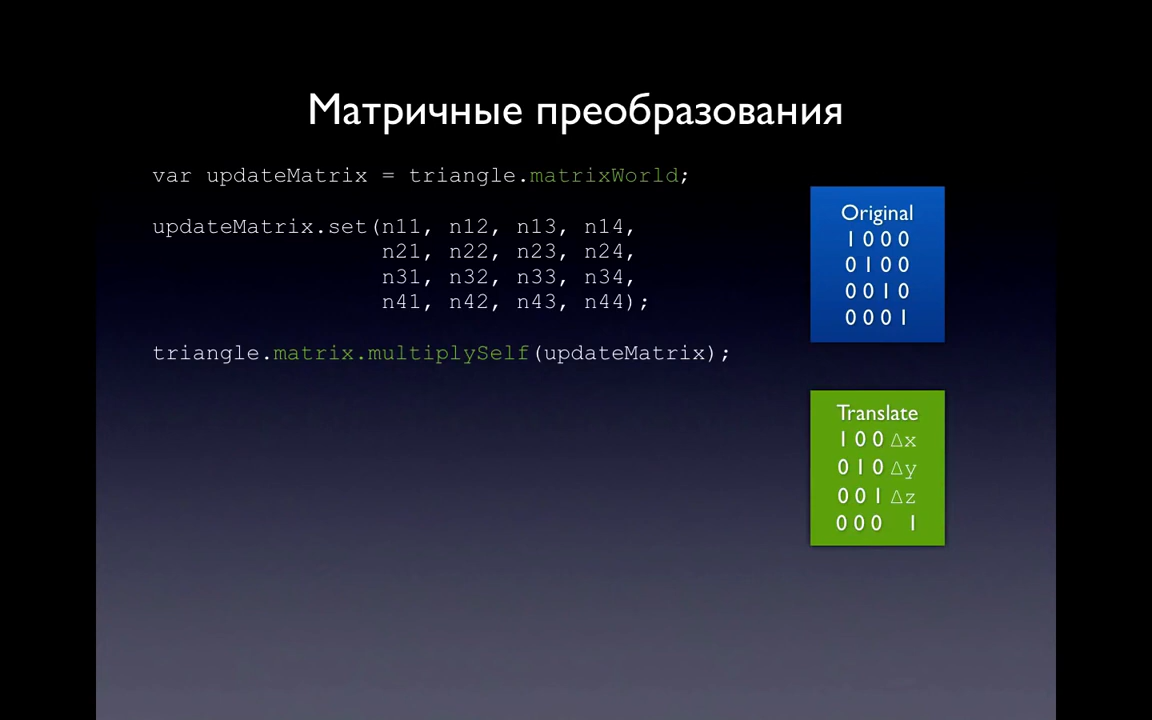 Матричные преобразования
var updateMatrix = triangle.matrixWorld;
updateMatrix.set(n11, n12, n13, n14,
n21, n22, n23, n24,
n31, n32, n33, n34,
n41, n42, n43, n44);
triangle.matrix.multiplySelf(updateMatrix);
Original
1 0 0 0
0 1 0 0
0 0 1 0
0 0 0 1
Translate
1 0 0 Δx
0 1 0 Δy
0 0 1 Δz
0 0 0 1